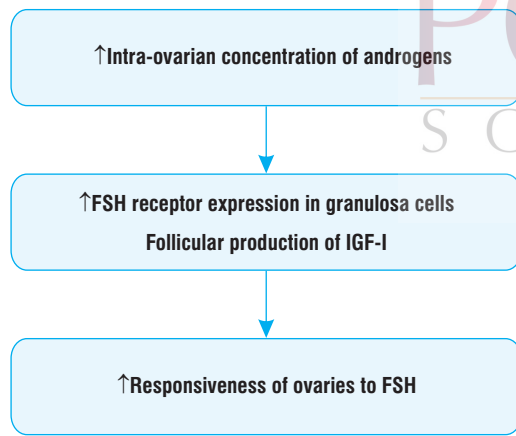 ↑Intra-ovarian concentration of androgens
↑FSH receptor expression in granulosa cells
Follicular production of IGF-I
↑Responsiveness of ovaries to FSH